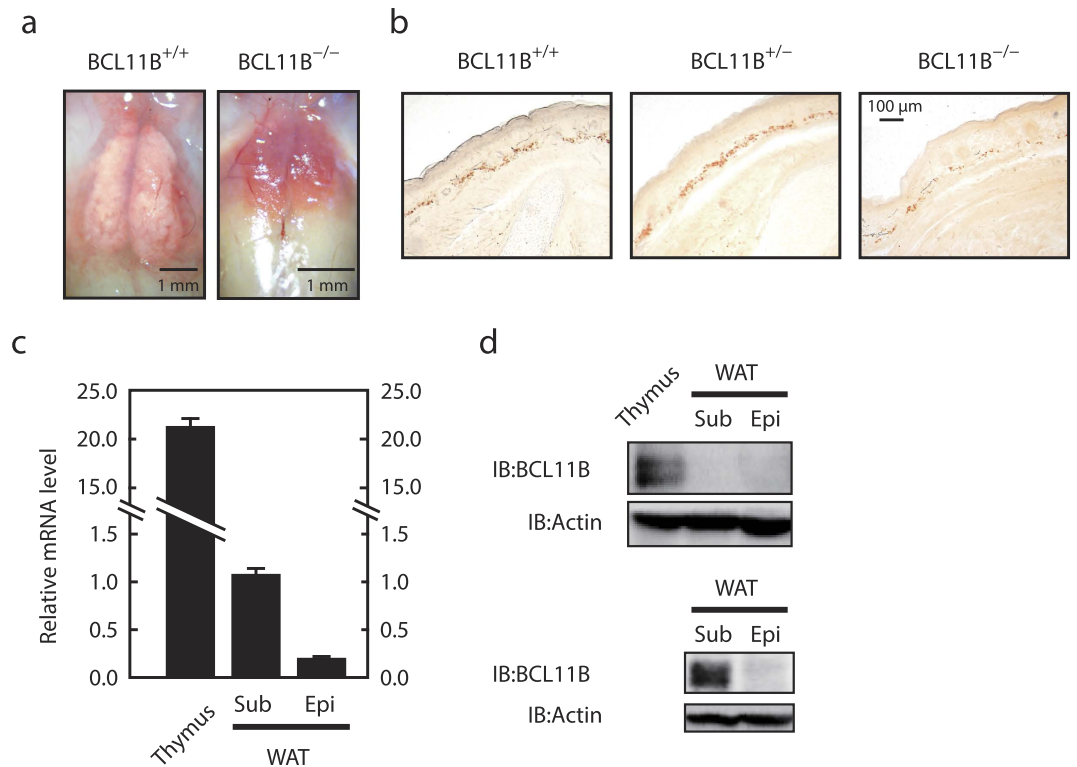 a
BCL11B+/+ BCL11B−/−
1 mm 1 mm
b
BCL11B+/+ BCL11B+/− BCL11B−/−
100 µm
c
Relative mRNA level
25.0 25.0
20.0 20.0
15.0 15.0
1.5 1.5
1.0 1.0
0.5 0.5
0.0 0.0
Thymus Sub Epi
WAT
d
Thymus WAT
Sub Epi
IB:BCL11B
IB:Actin
WAT
Sub Epi
IB:BCL11B
IB:Actin